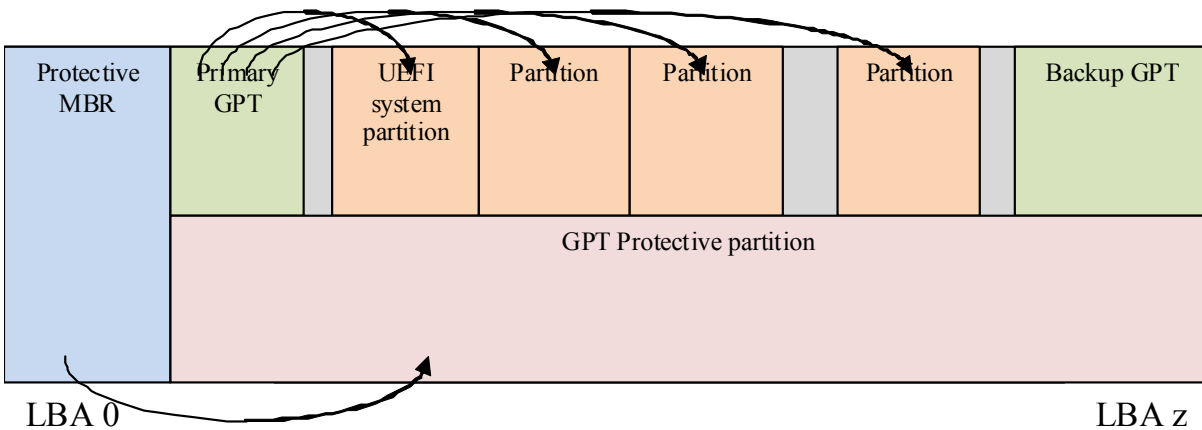 Protective
MBR
Primary
GPT
UEFI
system
partition
Partition
Partition
Partition
Backup GPT
GPT Protective partition
LBA 0
LBA z